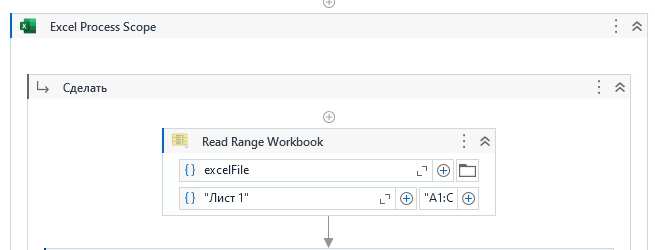 Excel Process Scope
Сделать
Read Range Workbook
{ } excelFile
{ } "Лист 1" "A1:C